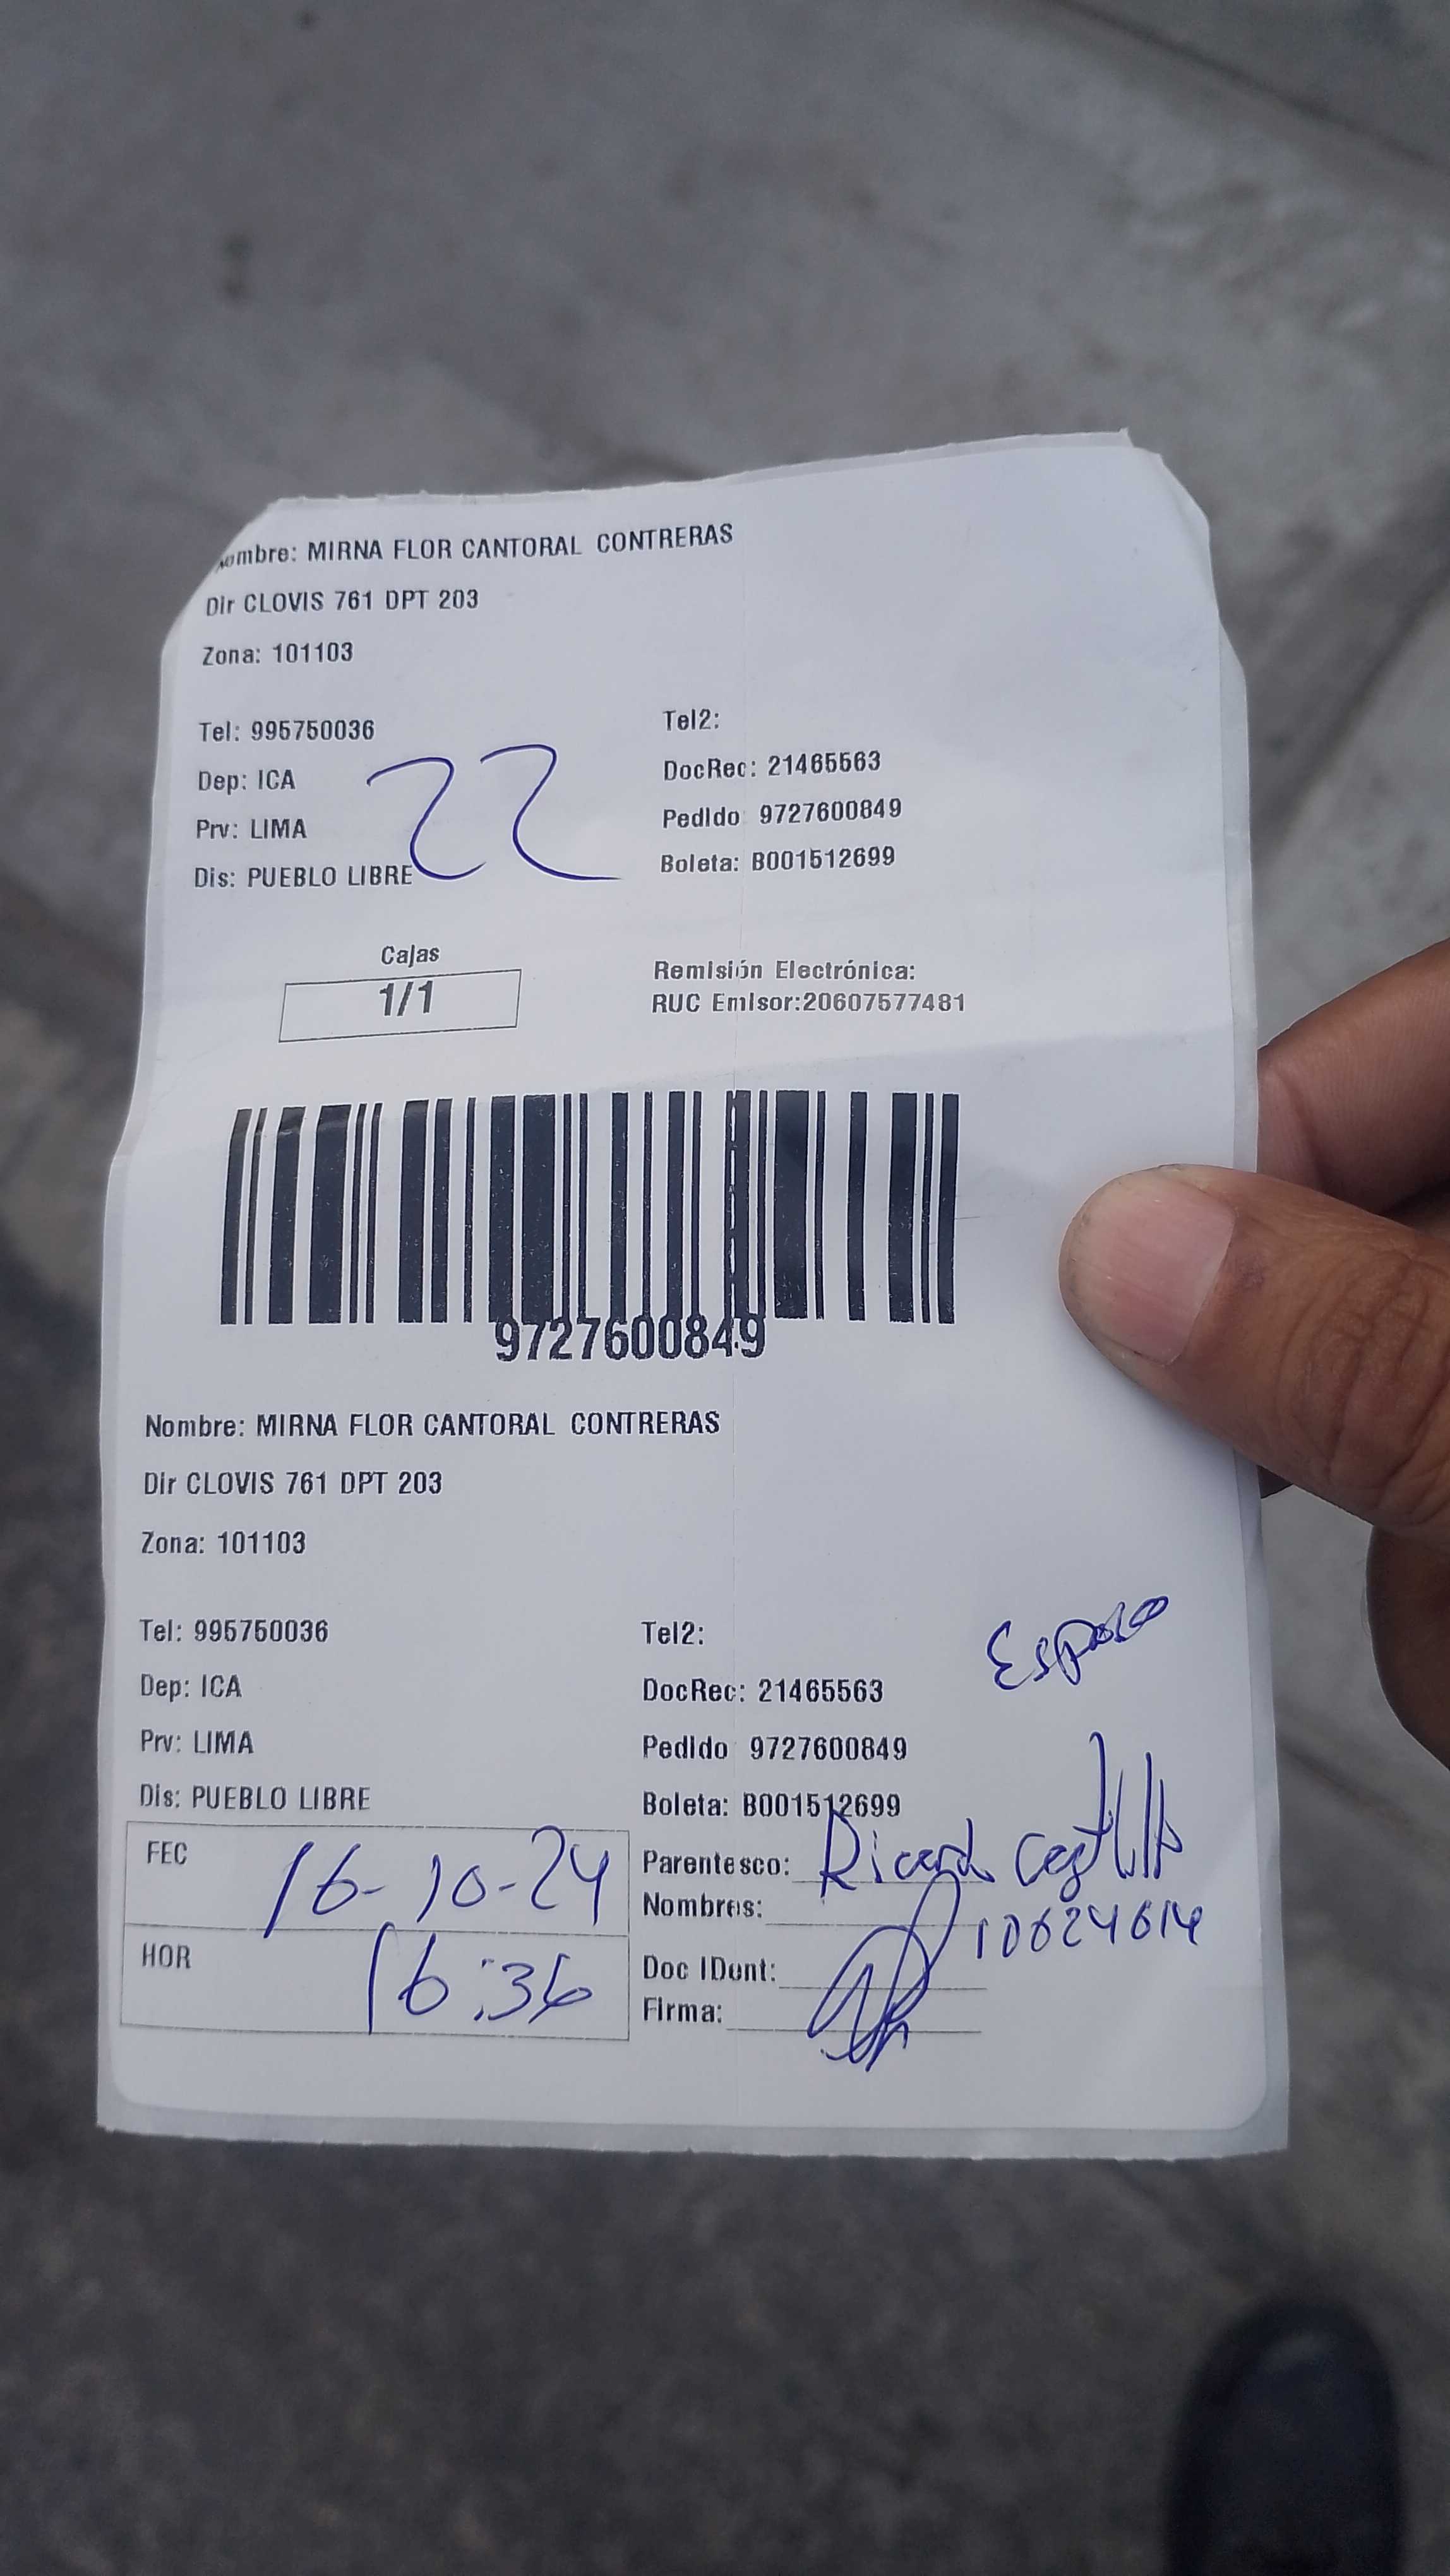 Nombre: MIRNA FLOR CANTORAL CONTRERAS
Dir CLOVIS 761 DPT 203
Zona: 101103
Tel: 995750036 Tel2:
Dep: ICA DocRec: 21465563
Prv: LIMA Pedido 9727600849
Dis: PUEBLO LIBRE Boleta: B001512699
22
Cajas
1/1
Remisión Electrónica:
RUC Emisor:20607577481
9727600849
Nombre: MIRNA FLOR CANTORAL CONTRERAS
Dir CLOVIS 761 DPT 203
Zona: 101103
Esposo
Tel: 995750036 Tel2:
Dep: ICA DocRec: 21465563
Prv: LIMA Pedido 9727600849
Dis: PUEBLO LIBRE Boleta: B001512699
FEC 16-10-24
HOR 16:36
Parentesco: Ricardo Castillo
Nombres:
10624614
Doc IDent:
Firma: